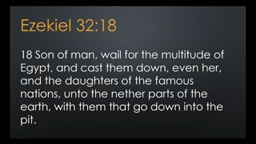 Ezekiel 32:18
18 Son of man, wail for the multitude of
Egypt, and cast them down, even her,
and the daughters of the famous
nations, unto the nether parts of the
earth, with them that go down into the
pit.